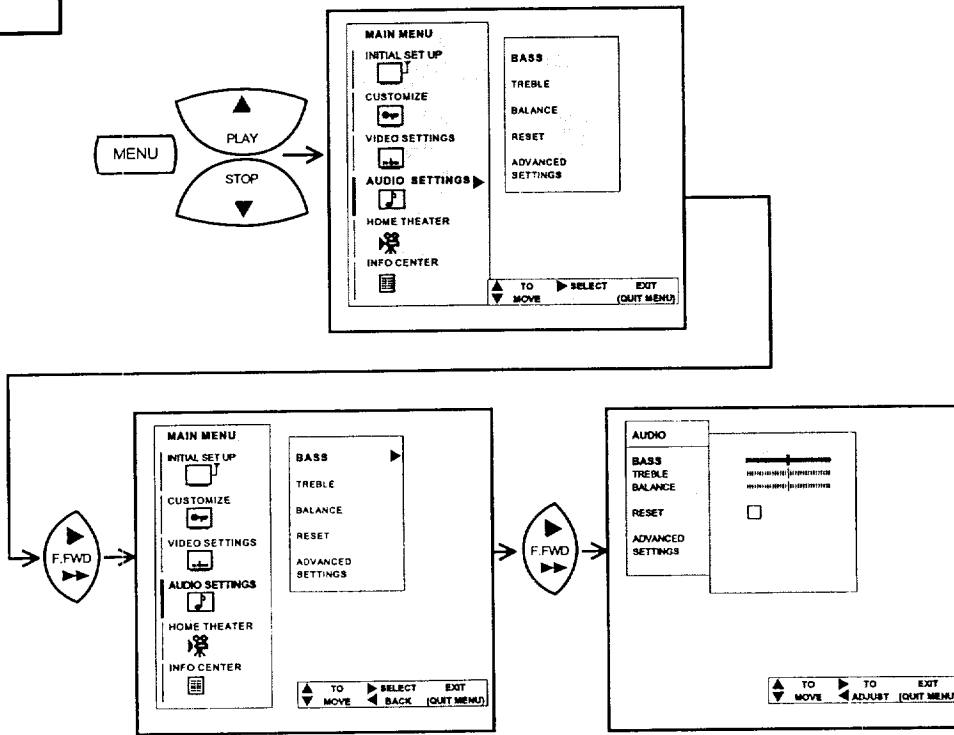 MENU
PLAY
STOP
MAIN MENU
INITIAL SET UP
CUSTOMIZE
VIDEO SETTINGS
AUDIO SETTINGS
HOME THEATER
INFO CENTER
BASS
TREBLE
BALANCE
RESET
ADVANCED
SETTINGS
TO SELECT EXIT
MOVE (QUIT MENU)
F.FWD
MAIN MENU
INITIAL SET UP
CUSTOMIZE
VIDEO SETTINGS
AUDIO SETTINGS
HOME THEATER
INFO CENTER
BASS
TREBLE
BALANCE
RESET
ADVANCED
SETTINGS
TO SELECT EXIT
MOVE BACK (QUIT MENU)
F.FWD
AUDIO
BASS
TREBLE
BALANCE
RESET
ADVANCED
SETTINGS
TO TO EXIT
MOVE ADJUST (QUIT MENU)